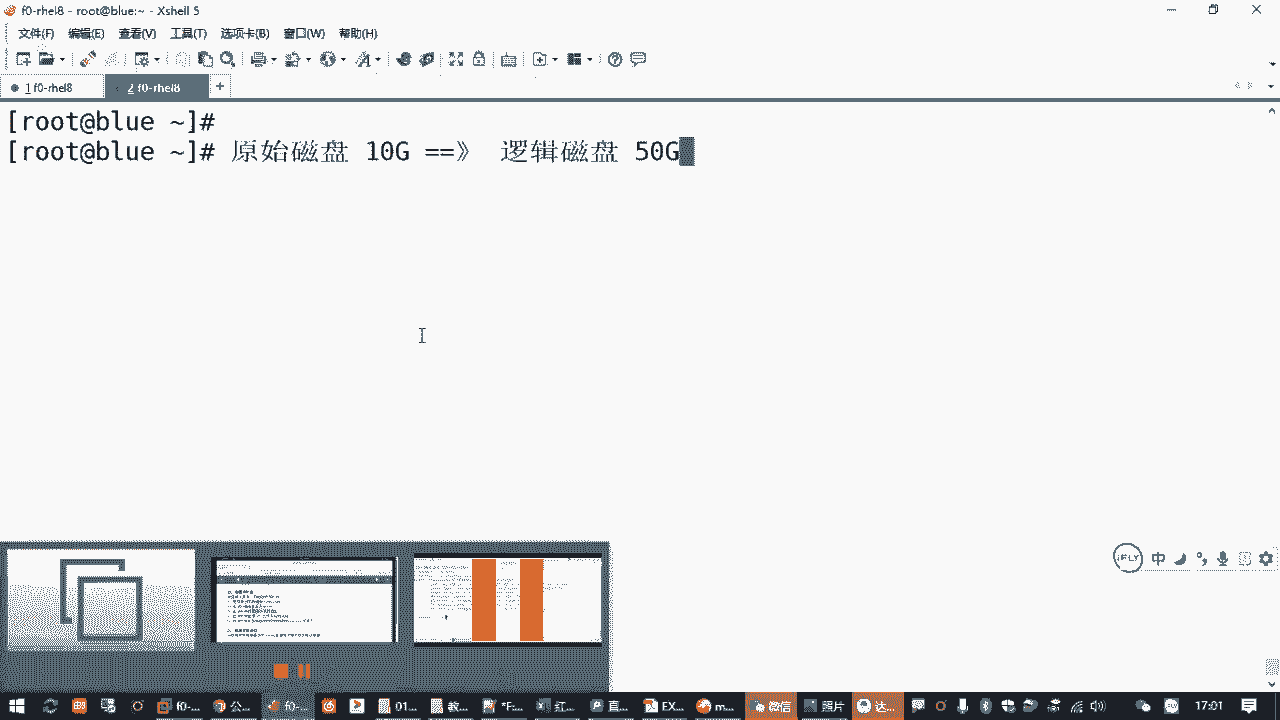 f0-rhel8 - root@blue:~ - Xshell 5
文件(F) 编辑(E) 查看(V) 工具(T) 选项卡(B) 窗口(W) 帮助(H)
1 f0-rhel8 2 f0-rhel8 +
[root@blue ~]#
[root@blue ~]# 原始磁盘 10G ==》 逻辑磁盘 50G
iFLY 中
f0-... 公... f0-... 01... 教... *F... 红... 直... EX... m... 微信 照片 达... 17:01